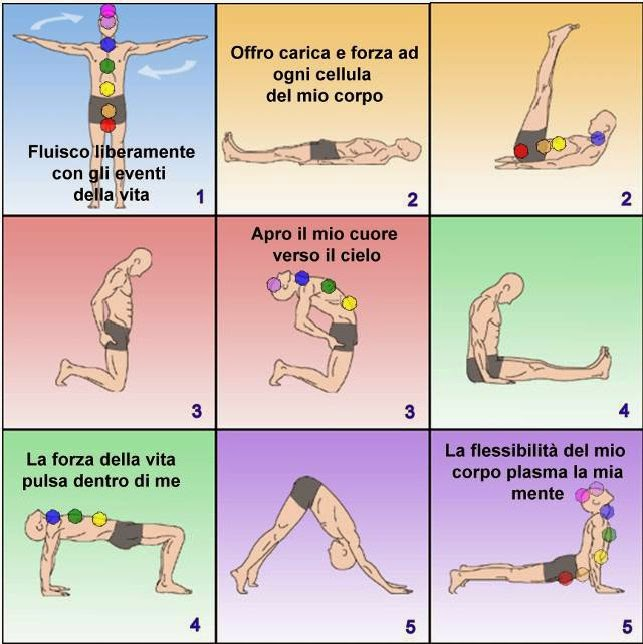 Fluisco liberamente
con gli eventi
della vita
1
Offro carica e forza ad
ogni cellula
del mio corpo
2
2
3
Apro il mio cuore
verso il cielo
3
4
La forza della vita
pulsa dentro di me
4
5
La flessibilità del mio
corpo plasma la mia
mente
5